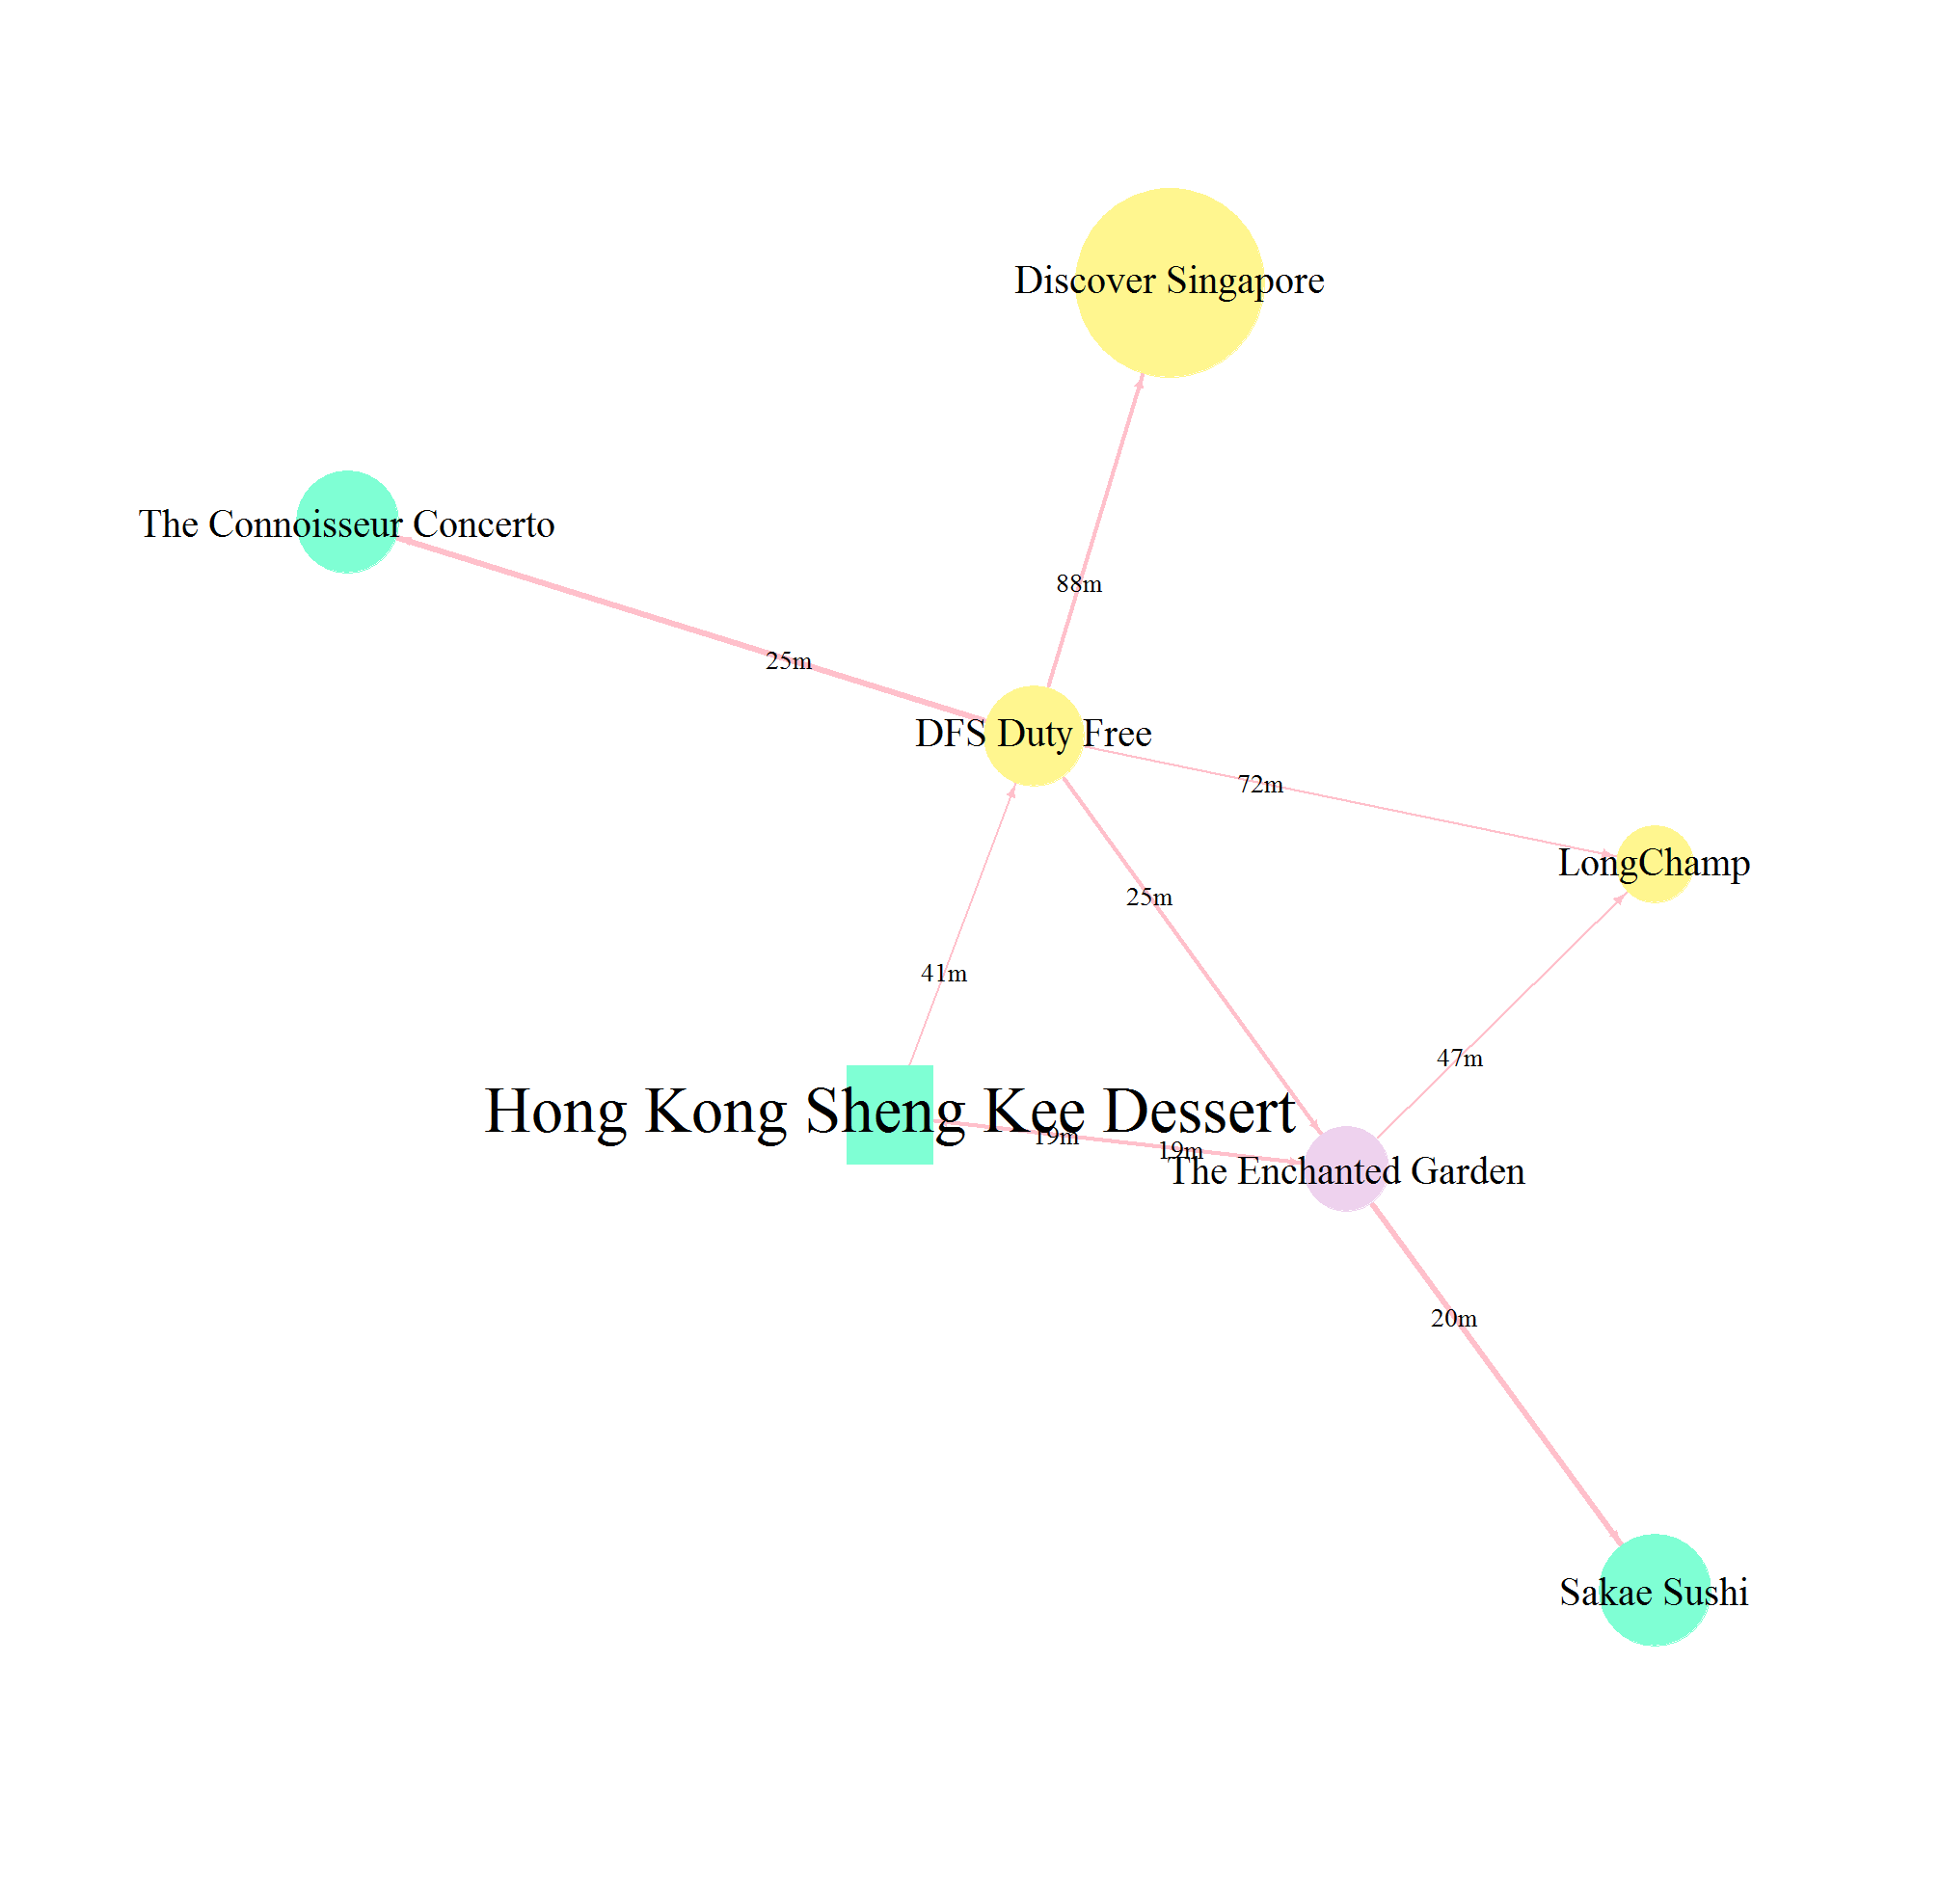 Discover Singapore
The Connoisseur Concerto
88m
25m
DFS Duty Free
72m
LongChamp
25m
41m
47m
Hong Kong Sheng Kee Dessert
19m
19m
The Enchanted Garden
20m
Sakae Sushi